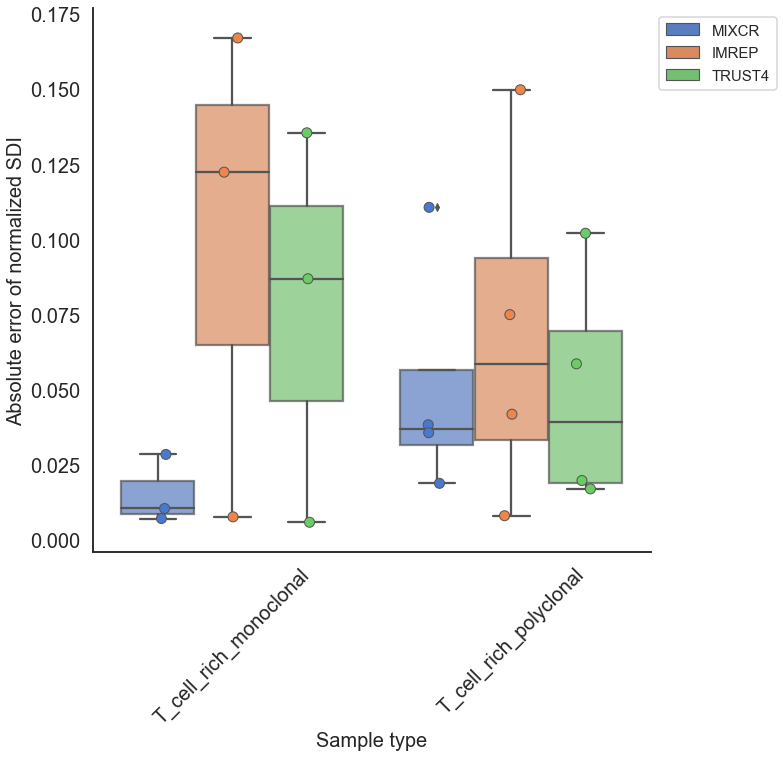 MIXCR
IMREP
TRUST4
Absolute error of normalized SDI
0.175
0.150
0.125
0.100
0.075
0.050
0.025
0.000
T_cell_rich_monoclonal
T_cell_rich_polyclonal
Sample type